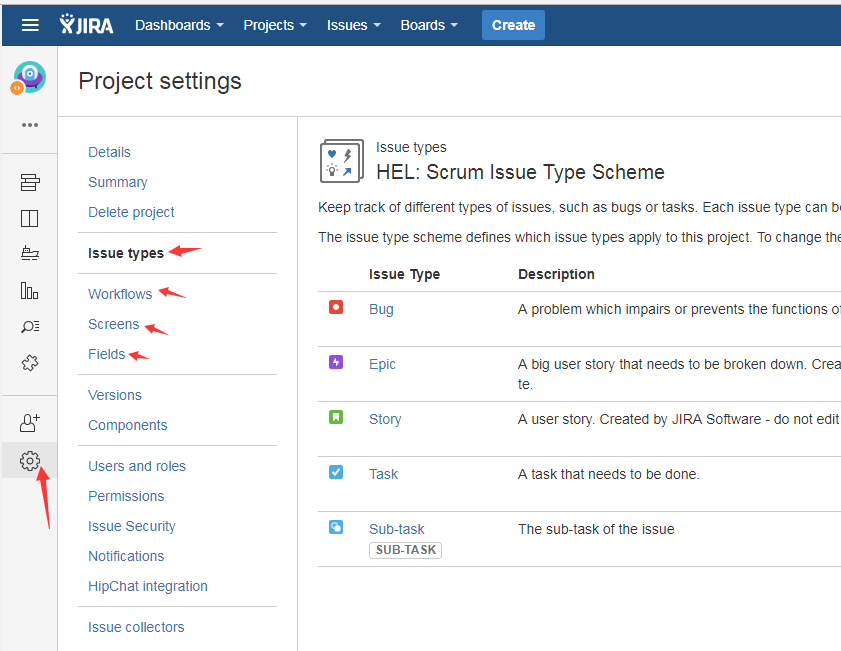 JIRA Dashboards Projects Issues Boards Create
Project settings
Details
Summary
Delete project
Issue types
Workflows
Screens
Fields
Versions
Components
Users and roles
Permissions
Issue Security
Notifications
HipChat integration
Issue collectors
Issue types
HEL: Scrum Issue Type Scheme
Keep track of different types of issues, such as bugs or tasks. Each issue type can be
The issue type scheme defines which issue types apply to this project. To change the
Issue Type Description
Bug A problem which impairs or prevents the functions of
Epic A big user story that needs to be broken down. Crea
te.
Story A user story. Created by JIRA Software - do not edit
Task A task that needs to be done.
Sub-task The sub-task of the issue
SUB-TASK